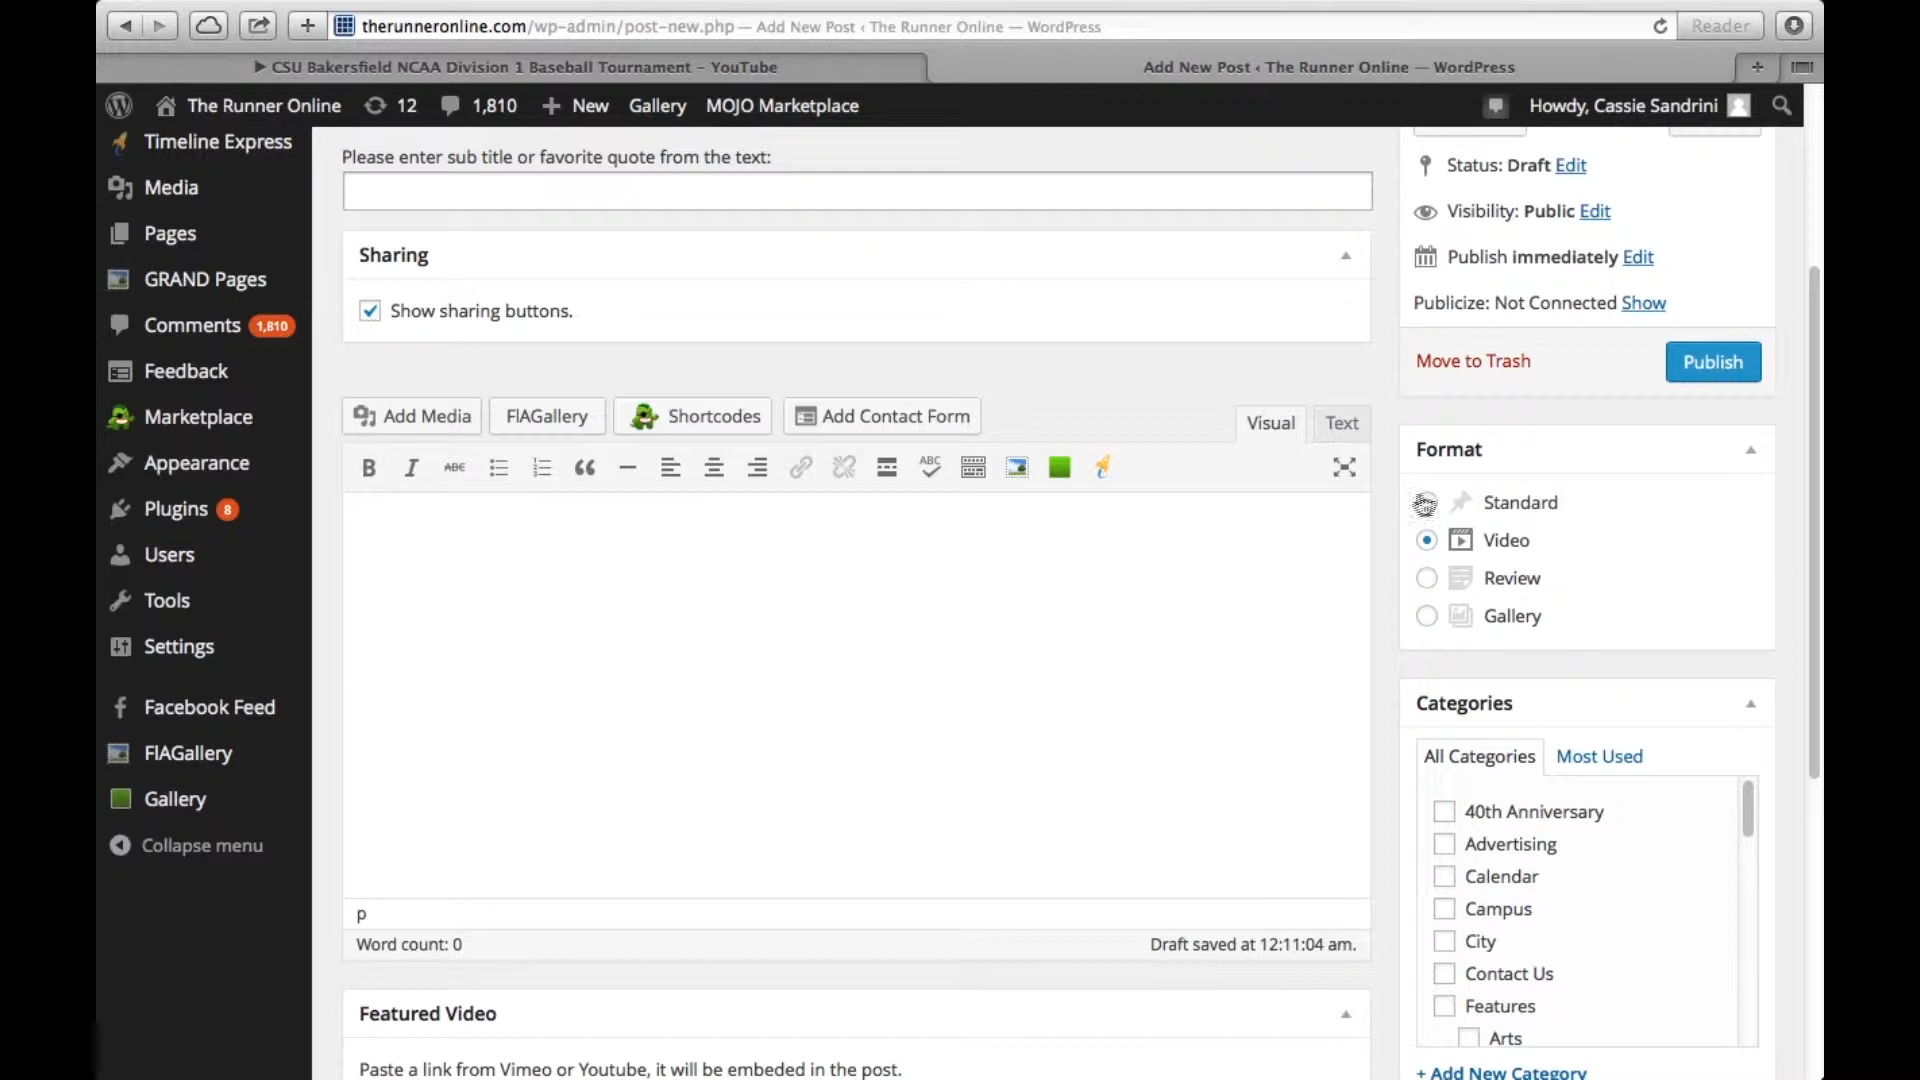 therunneronline.com/wp-admin/post-new.php — Add New Post ‹ The Runner Online — WordPress
Reader
▶ CSU Bakersfield NCAA Division 1 Baseball Tournament – YouTube
Add New Post ‹ The Runner Online — WordPress
The Runner Online
12
1,810
New
Gallery
MOJO Marketplace
Howdy, Cassie Sandrini
Timeline Express
Media
Pages
GRAND Pages
Comments 1,810
Feedback
Marketplace
Appearance
Plugins 8
Users
Tools
Settings
Facebook Feed
FlAGallery
Gallery
Collapse menu
Please enter sub title or favorite quote from the text:
Sharing
Show sharing buttons.
Add Media
FlAGallery
Shortcodes
Add Contact Form
Visual
Text
B
I
ABC
ABC
p
Word count: 0
Draft saved at 12:11:04 am.
Featured Video
Paste a link from Vimeo or Youtube, it will be embeded in the post.
Status: Draft Edit
Visibility: Public Edit
Publish immediately Edit
Publicize: Not Connected Show
Move to Trash
Publish
Format
Standard
Video
Review
Gallery
Categories
All Categories
Most Used
40th Anniversary
Advertising
Calendar
Campus
City
Contact Us
Features
Arts
+ Add New Category